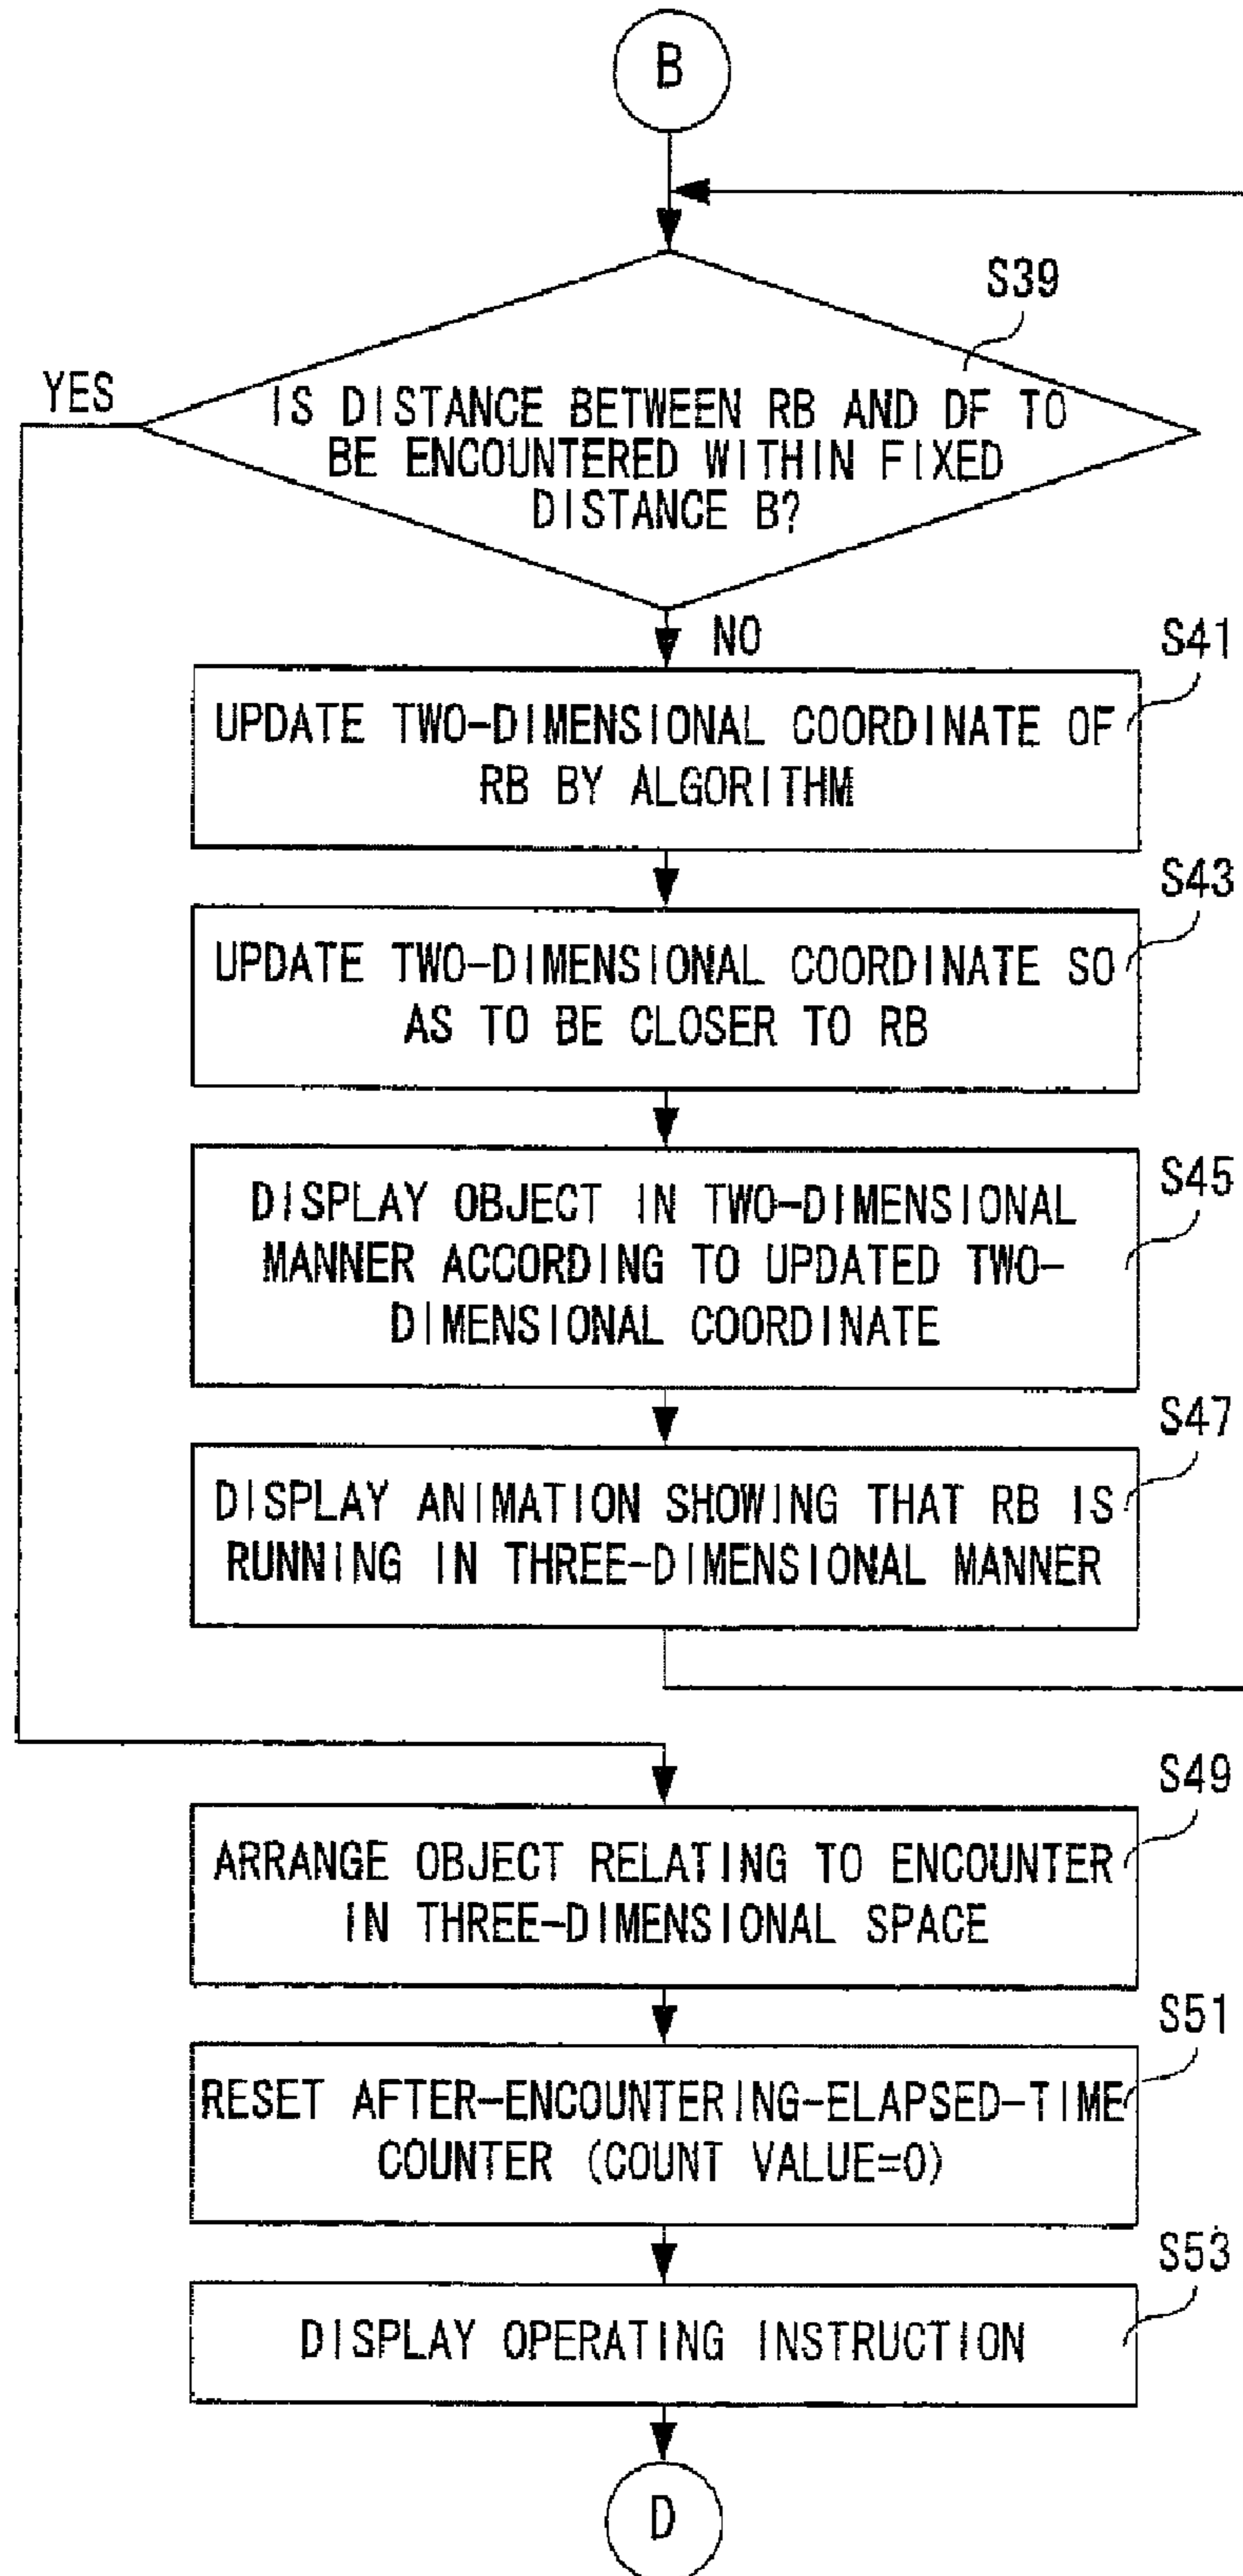 B
S39
YES
IS DISTANCE BETWEEN RB AND DF TO
BE ENCOUNTERED WITHIN FIXED
DISTANCE B?
NO
S41
UPDATE TWO-DIMENSIONAL COORDINATE OF
RB BY ALGORITHM
S43
UPDATE TWO-DIMENSIONAL COORDINATE SO
AS TO BE CLOSER TO RB
S45
DISPLAY OBJECT IN TWO-DIMENSIONAL
MANNER ACCORDING TO UPDATED TWO-
DIMENSIONAL COORDINATE
S47
DISPLAY ANIMATION SHOWING THAT RB IS
RUNNING IN THREE-DIMENSIONAL MANNER
S49
ARRANGE OBJECT RELATING TO ENCOUNTER
IN THREE-DIMENSIONAL SPACE
S51
RESET AFTER-ENCOUNTERING-ELAPSED-TIME
COUNTER (COUNT VALUE=0)
S53
DISPLAY OPERATING INSTRUCTION
D